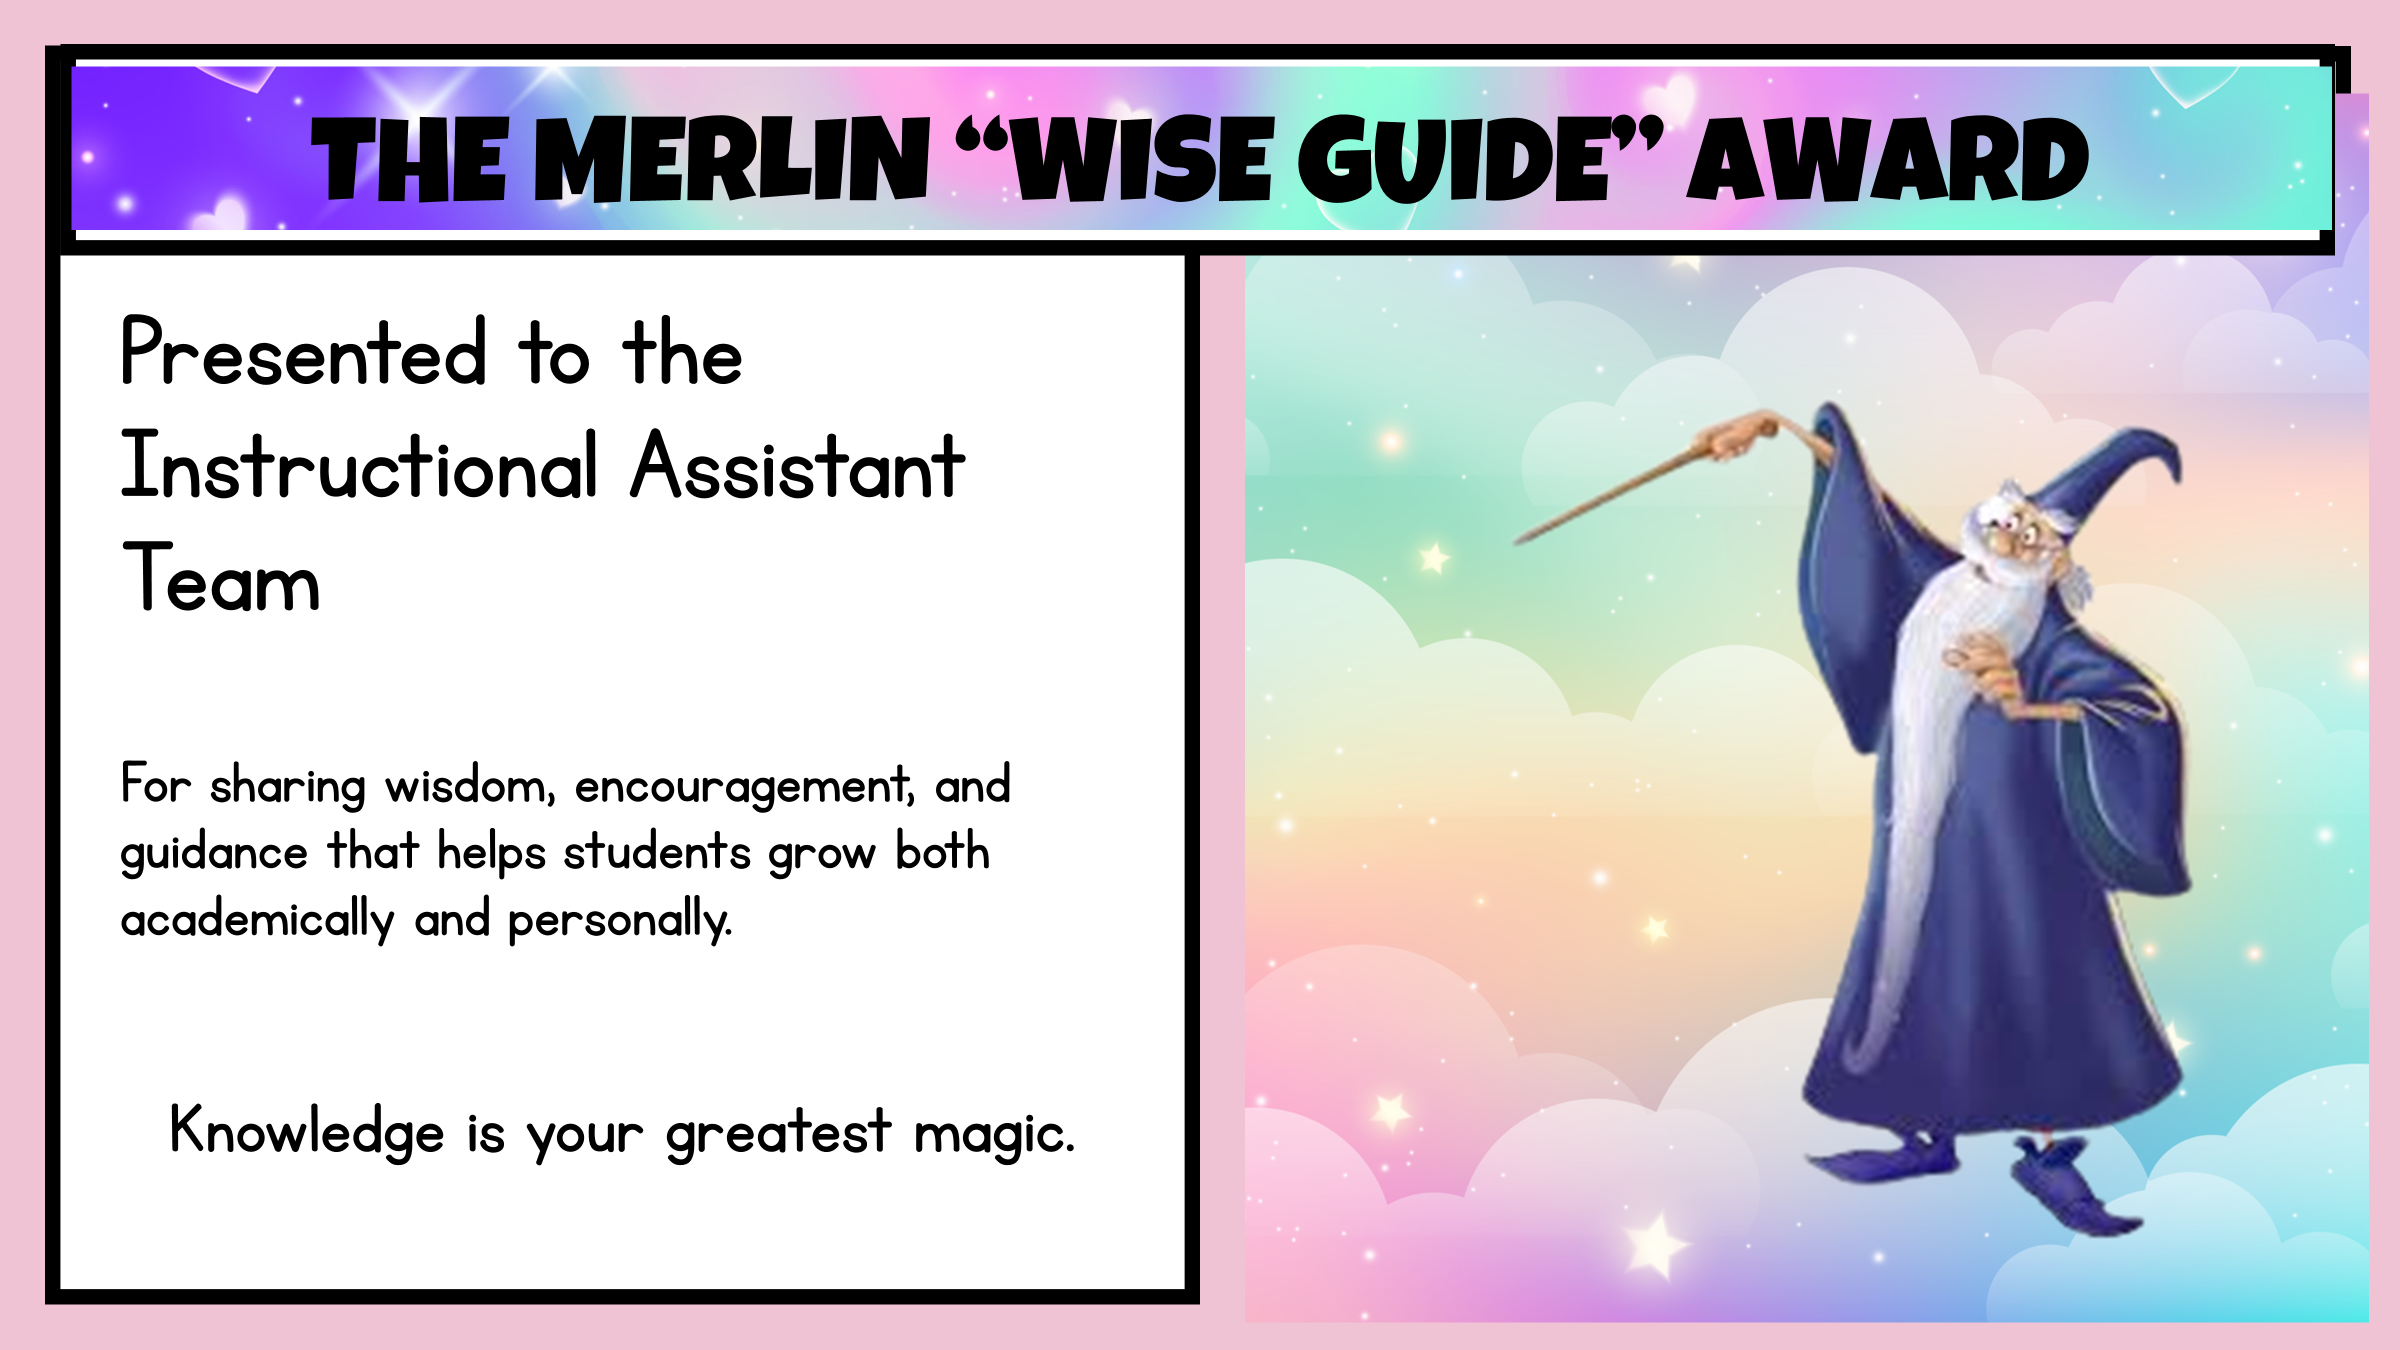 THE MERLIN “WISE GUIDE” AWARD
Presented to the
Instructional Assistant
Team
For sharing wisdom, encouragement, and
guidance that helps students grow both
academically and personally.
Knowledge is your greatest magic.